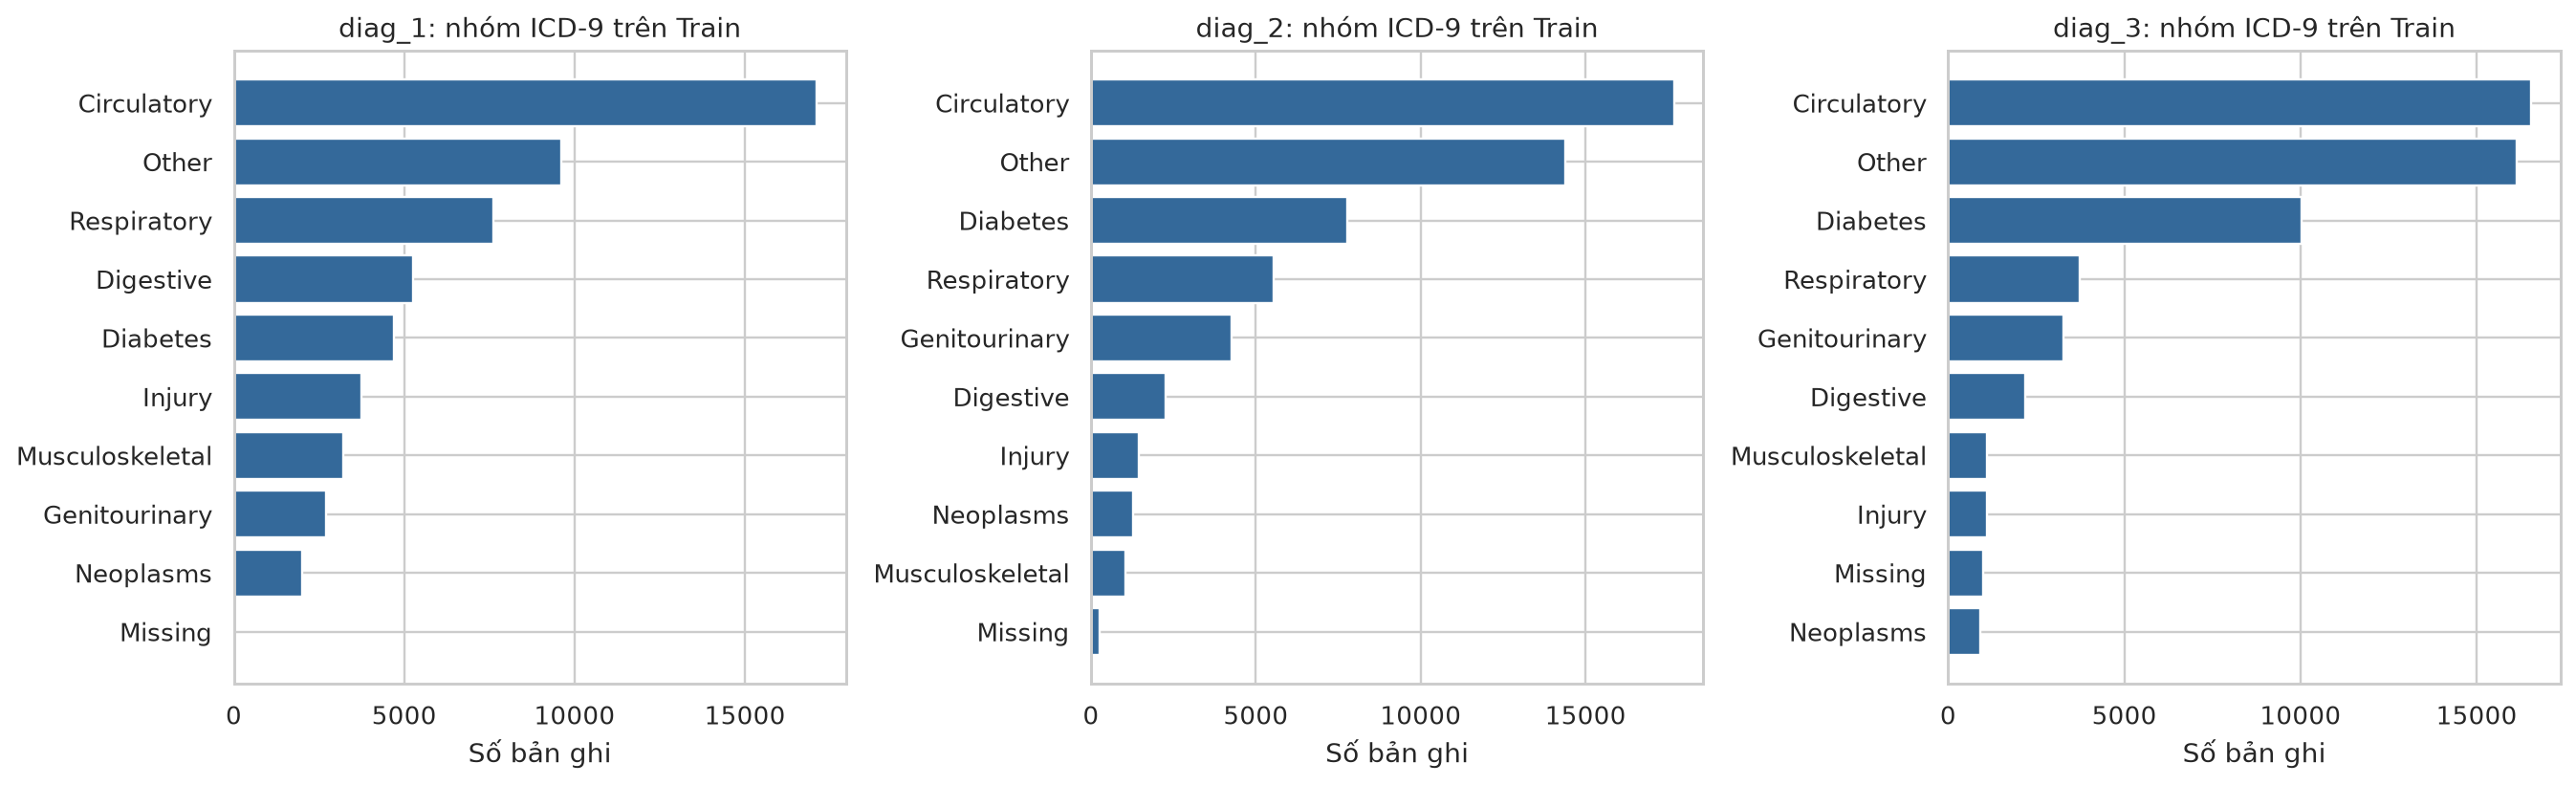 diag_1: nhóm ICD-9 trên Train
Circulatory
Other
Respiratory
Digestive
Diabetes
Injury
Musculoskeletal
Genitourinary
Neoplasms
Missing
0 5000 10000 15000
Số bản ghi
diag_2: nhóm ICD-9 trên Train
Circulatory
Other
Diabetes
Respiratory
Genitourinary
Digestive
Injury
Neoplasms
Musculoskeletal
Missing
0 5000 10000 15000
Số bản ghi
diag_3: nhóm ICD-9 trên Train
Circulatory
Other
Diabetes
Respiratory
Genitourinary
Digestive
Musculoskeletal
Injury
Missing
Neoplasms
0 5000 10000 15000
Số bản ghi